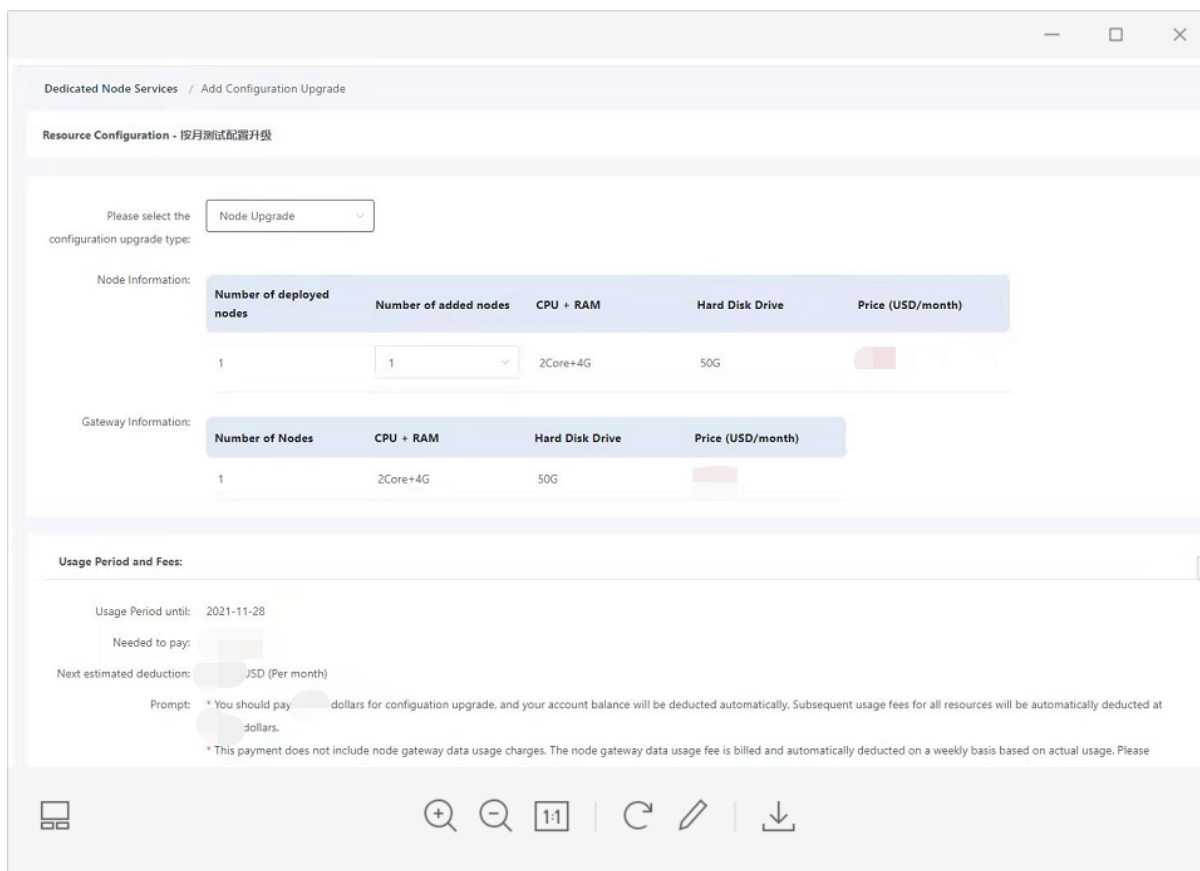 Dedicated Node Services / Add Configuration Upgrade
Resource Configuration - 按月测试配置升级
Please select the
configuration upgrade type:
Node Upgrade
Node Information:
Number of deployed
nodes
Number of added nodes
CPU + RAM
Hard Disk Drive
Price (USD/month)
1
1
2Core+4G
50G
Gateway Information:
Number of Nodes
CPU + RAM
Hard Disk Drive
Price (USD/month)
1
2Core+4G
50G
Usage Period and Fees:
Usage Period until: 2021-11-28
Needed to pay:
Next estimated deduction: USD (Per month)
Prompt: * You should pay dollars for configuation upgrade, and your account balance will be deducted automatically. Subsequent usage fees for all resources will be automatically deducted at
dollars.
* This payment does not include node gateway data usage charges. The node gateway data usage fee is billed and automatically deducted on a weekly basis based on actual usage. Please
1:1